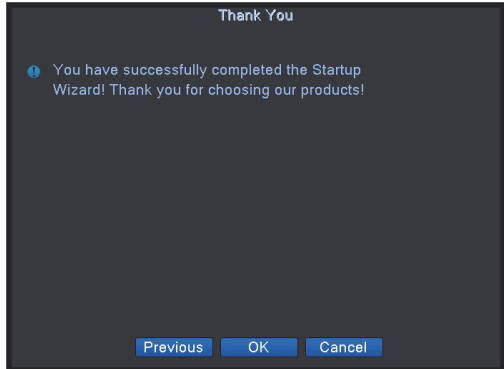 Thank You
You have successfully completed the Startup
Wizard! Thank you for choosing our products!
Previous OK Cancel